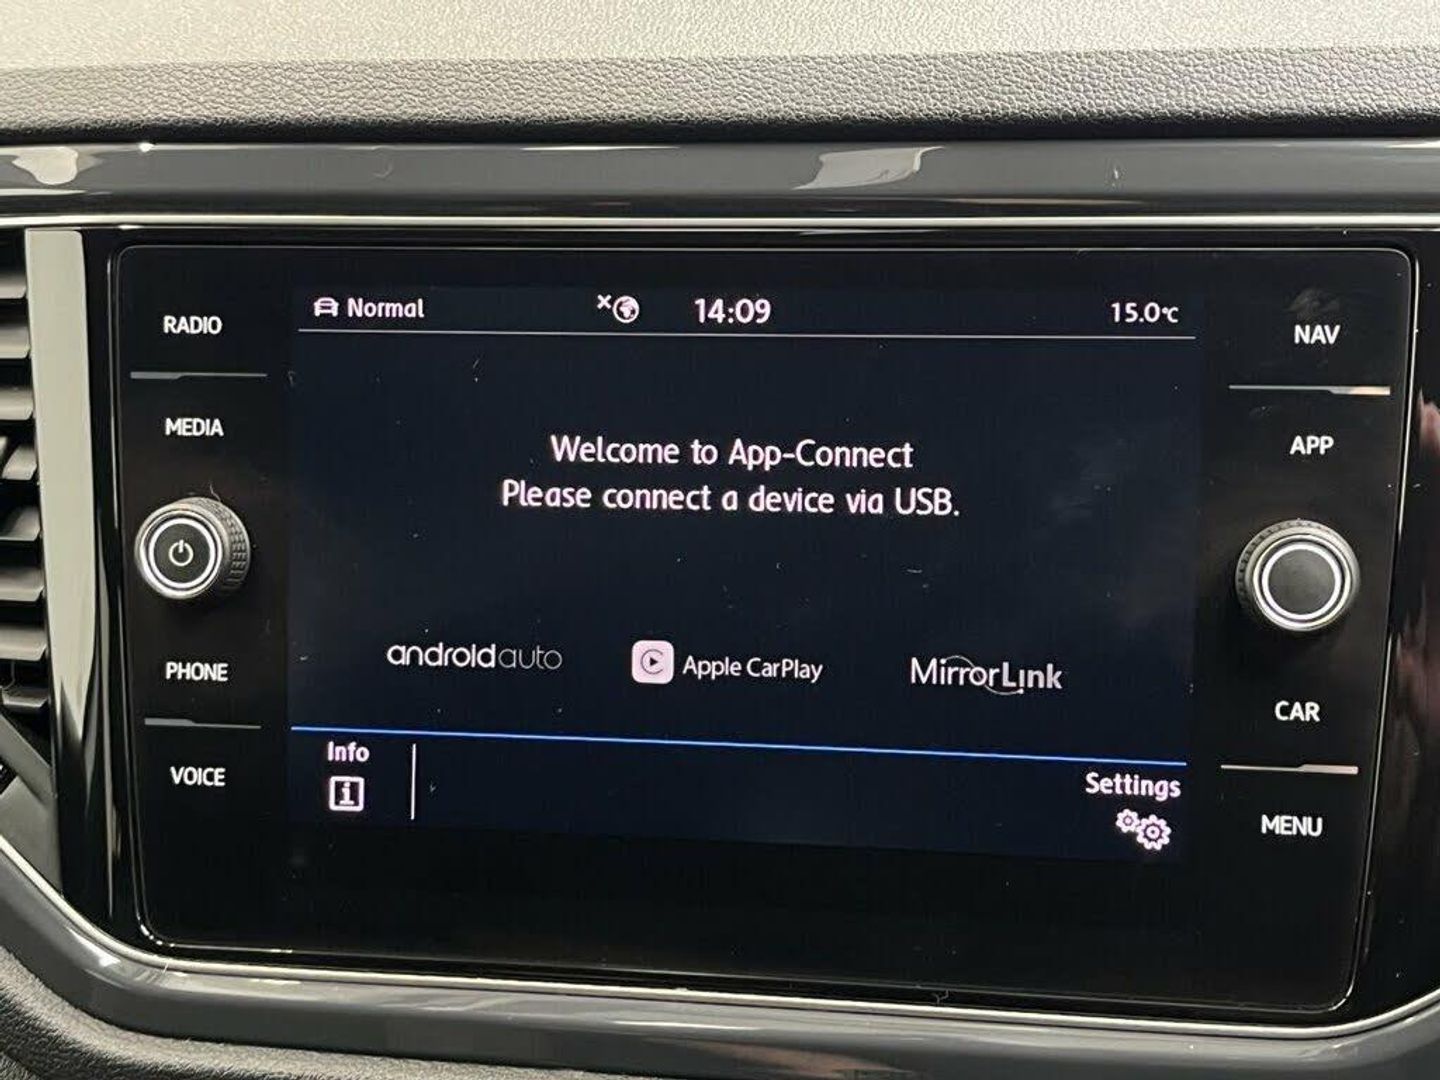 RADIO
MEDIA
PHONE
VOICE
Normal
14:09
15.0°C
Welcome to App-Connect
Please connect a device via USB.
androidauto
Apple CarPlay
MirrorLink
Info
Settings
NAV
APP
CAR
MENU